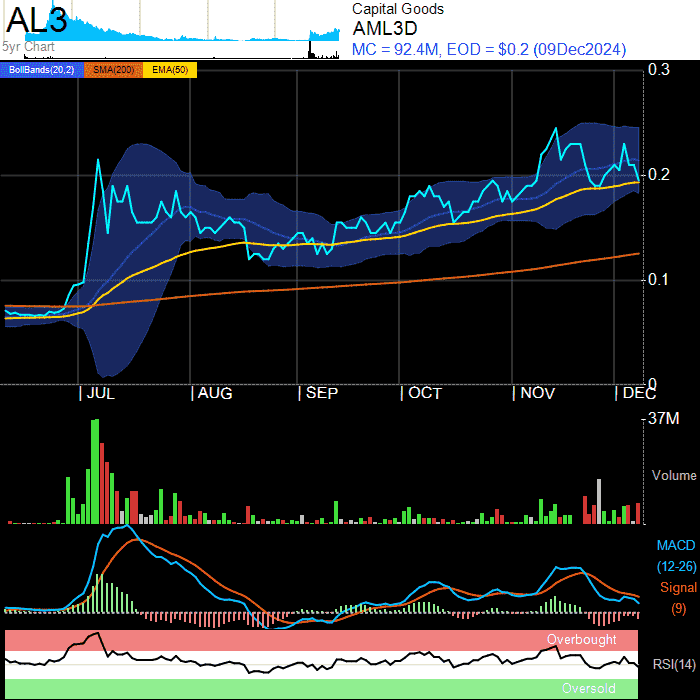 AL3
5yr Chart
Capital Goods
AML3D
MC = 92.4M, EOD = $0.2 (09Dec2024)
BollBands(20,2) SMA(200) EMA(50)
0.3
0.2
0.1
0
JUL AUG SEP OCT NOV DEC
37M
Volume
MACD
(12-26)
Signal
(9)
Overbought
RSI(14)
Oversold